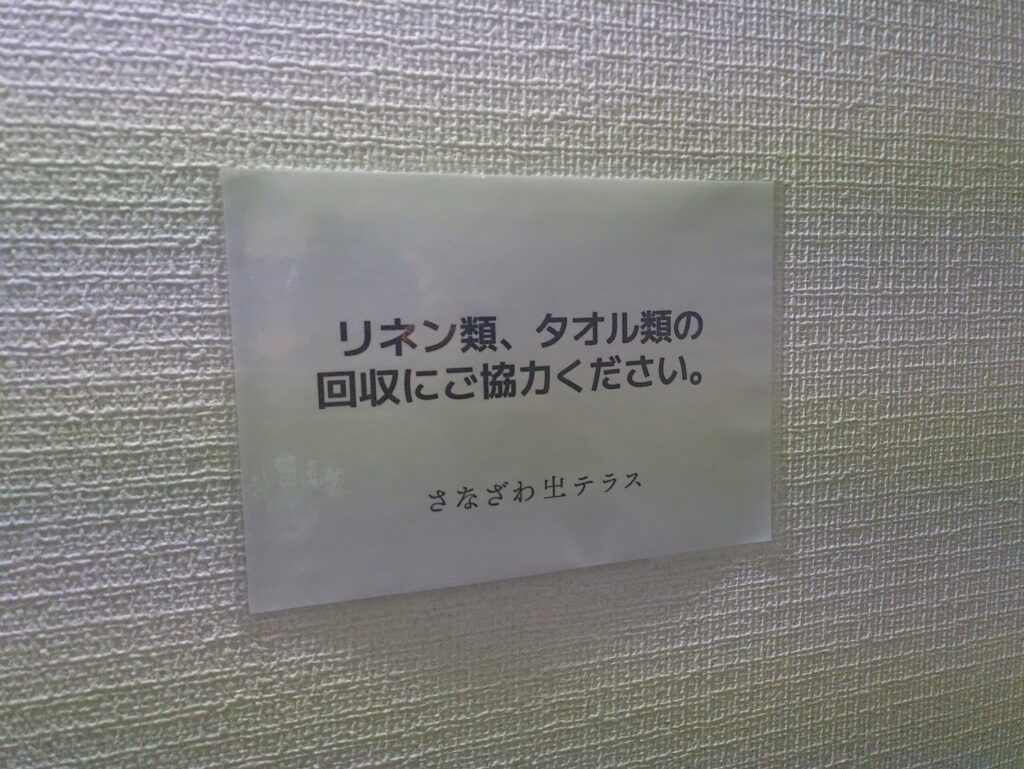 リネン類、タオル類の
回収にご協力ください。
さなざわ㞢テラス